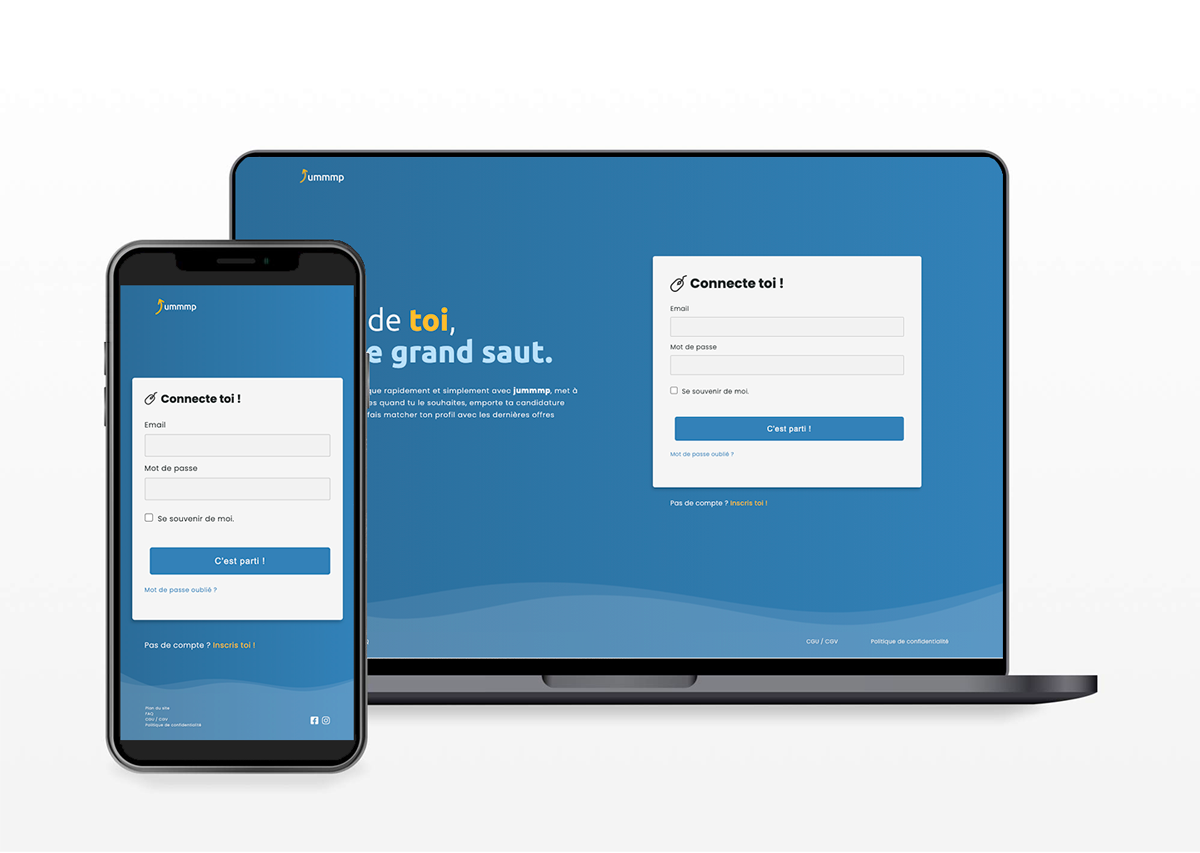 jummmp
Connecte toi !
Email
Mot de passe
Se souvenir de moi.
C'est parti !
Mot de passe oublié ?
Pas de compte ? Inscris toi !
Plan du site
FAQ
CGU / CGV
Politique de confidentialité
jummmp
de toi,
e grand saut.
que rapidement et simplement avec jummmp, met à
es quand tu le souhaites, emporte ta candidature
fais matcher ton profil avec les dernières offres
Connecte toi !
Email
Mot de passe
Se souvenir de moi.
C'est parti !
Mot de passe oublié ?
Pas de compte ? Inscris toi !
CGU / CGV
Politique de confidentialité